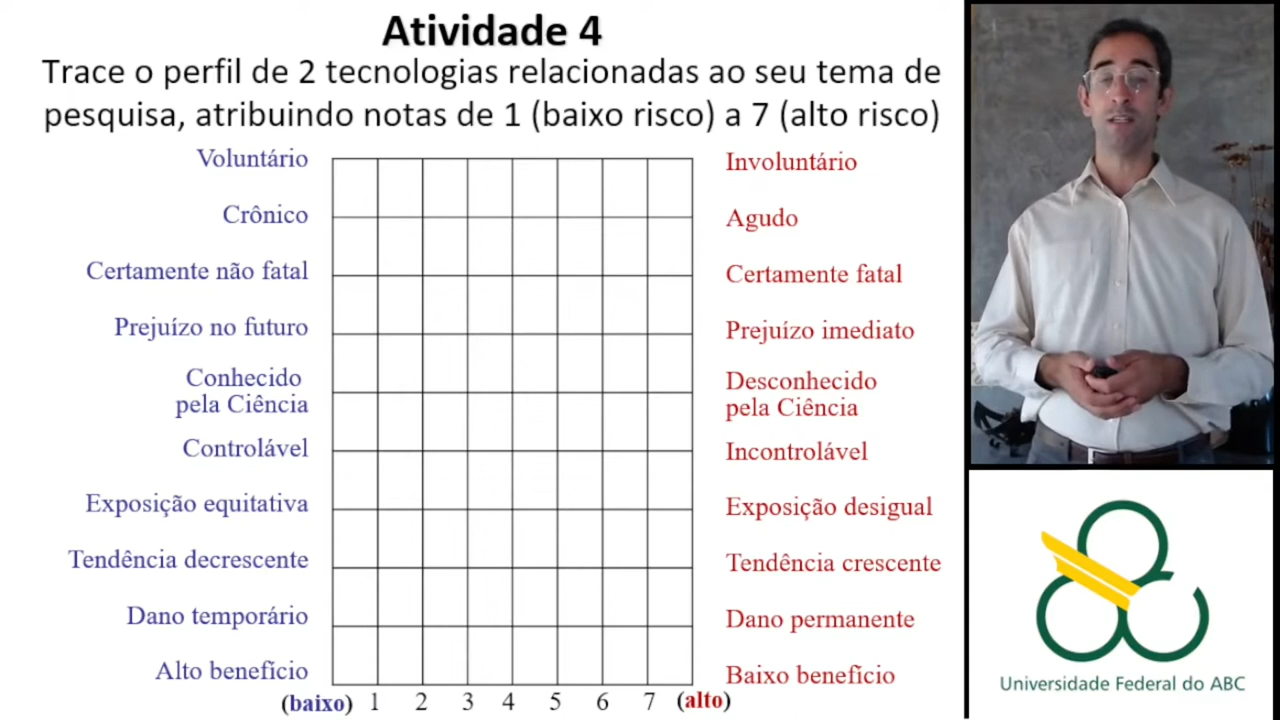 Atividade 4
Trace o perfil de 2 tecnologias relacionadas ao seu tema de
pesquisa, atribuindo notas de 1 (baixo risco) a 7 (alto risco)
Voluntário Involuntário
Crônico Agudo
Certamente não fatal Certamente fatal
Prejuízo no futuro Prejuízo imediato
Conhecido Desconhecido
pela Ciência pela Ciência
Controlável Incontrolável
Exposição equitativa Exposição desigual
Tendência decrescente Tendência crescente
Dano temporário Dano permanente
Alto benefício Baixo benefício
(baixo) 1 2 3 4 5 6 7 (alto)
Universidade Federal do ABC